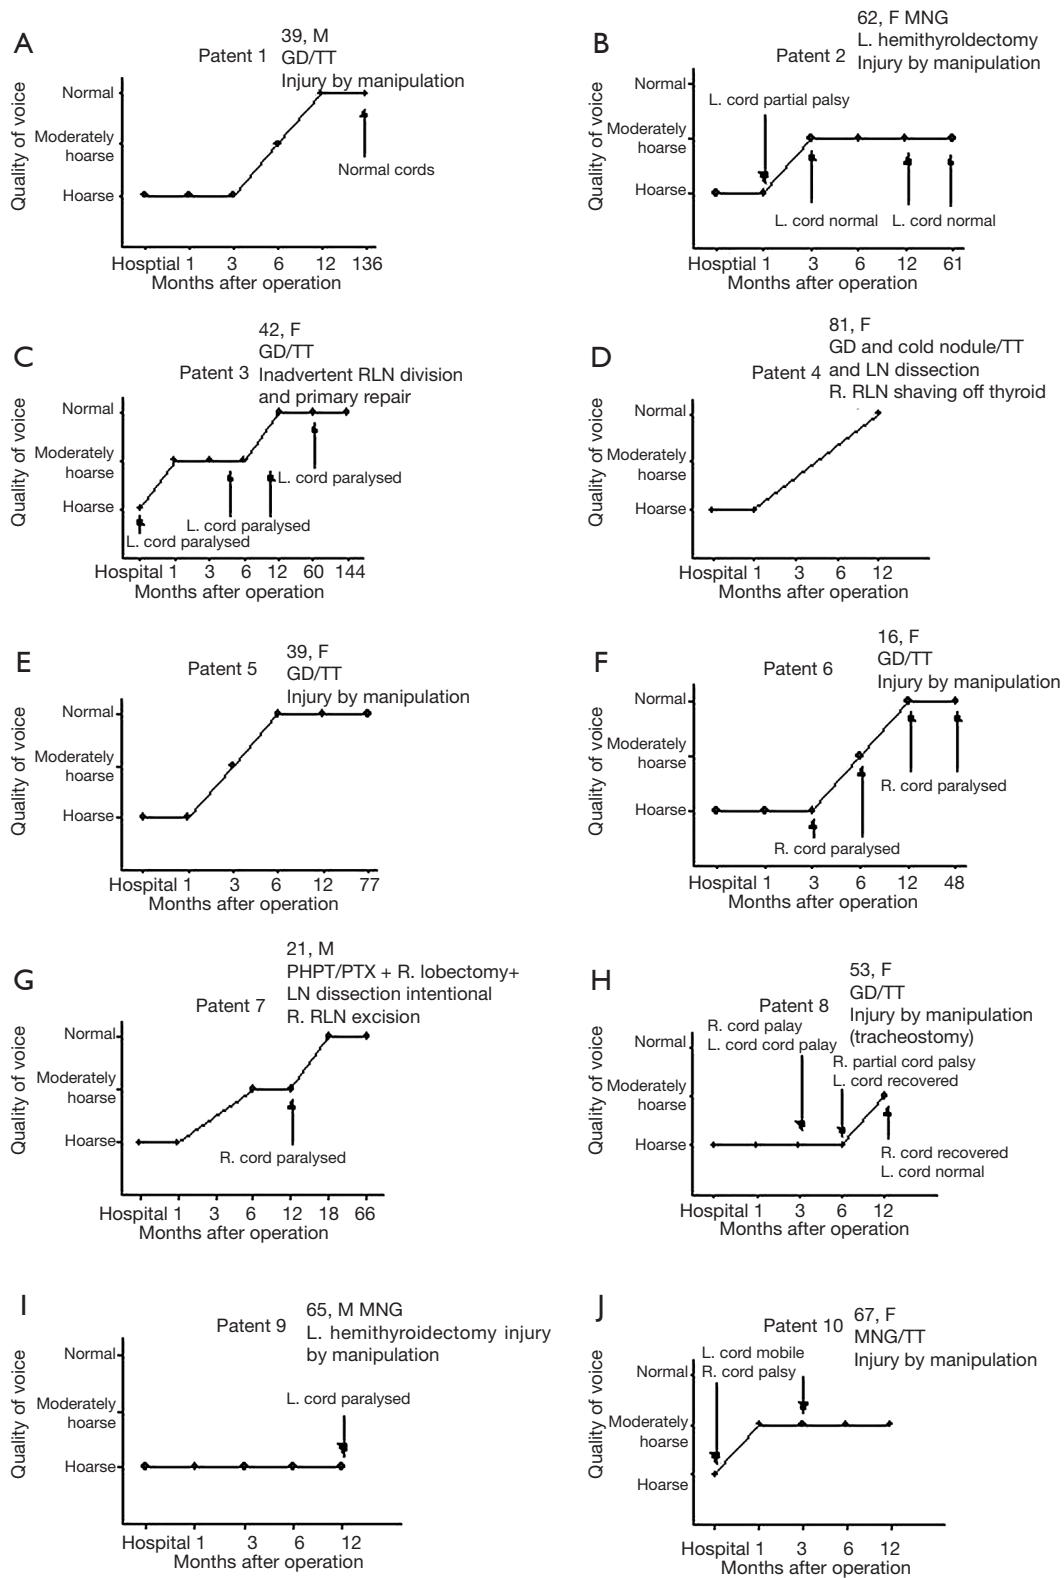 A
Patent 1
39, M
GD/TT
Injury by manipulation
Quality of voice
Normal
Moderately
hoarse
Hoarse
Normal cords
Hosptial 1 3 6 12 136
Months after operation
B
Patent 2
62, F MNG
L. hemithyroldectomy
Injury by manipulation
Quality of voice
Normal
L. cord partial palsy
Moderately
hoarse
Hoarse
L. cord normal
L. cord normal
Hosptial 1 3 6 12 61
Months after operation
C
Patent 3
42, F
GD/TT
Inadvertent RLN division
and primary repair
Quality of voice
Normal
Moderately
hoarse
Hoarse
L. cord paralysed
L. cord paralysed
L. cord paralysed
Hospital 1 3 6 12 60 144
Months after operation
D
Patent 4
81, F
GD and cold nodule/TT
and LN dissection
R. RLN shaving off thyroid
Quality of voice
Normal
Moderately
hoarse
Hoarse
Hospital 1 3 6 12
Months after operation
E
Patent 5
39, F
GD/TT
Injury by manipulation
Quality of voice
Normal
Moderately
hoarse
Hoarse
Hospital 1 3 6 12 77
Months after operation
F
Patent 6
16, F
GD/TT
Injury by manipulation
Quality of voice
Normal
Moderately
hoarse
Hoarse
R. cord paralysed
R. cord paralysed
Hospital 1 3 6 12 48
Months after operation
G
Patent 7
21, M
PHPT/PTX + R. lobectomy+
LN dissection intentional
R. RLN excision
Quality of voice
Normal
Moderately
hoarse
Hoarse
R. cord paralysed
Hospital 1 3 6 12 18 66
Months after operation
H
Patent 8
53, F
GD/TT
Injury by manipulation
(tracheostomy)
Quality of voice
R. cord palay
L. cord cord palay
Normal
R. partial cord palsy
L. cord recovered
Moderately
hoarse
Hoarse
R. cord recovered
L. cord normal
Hospital 1 3 6 12
Months after operation
I
Patent 9
65, M MNG
L. hemithyroidectomy injury
by manipulation
Quality of voice
Normal
L. cord paralysed
Moderately
hoarse
Hoarse
Hospital 1 3 6 12
Months after operation
J
Patent 10
67, F
MNG/TT
Injury by manipulation
Quality of voice
L. cord mobile
R. cord palsy
Normal
Moderately
hoarse
Hoarse
Hospital 1 3 6 12
Months after operation